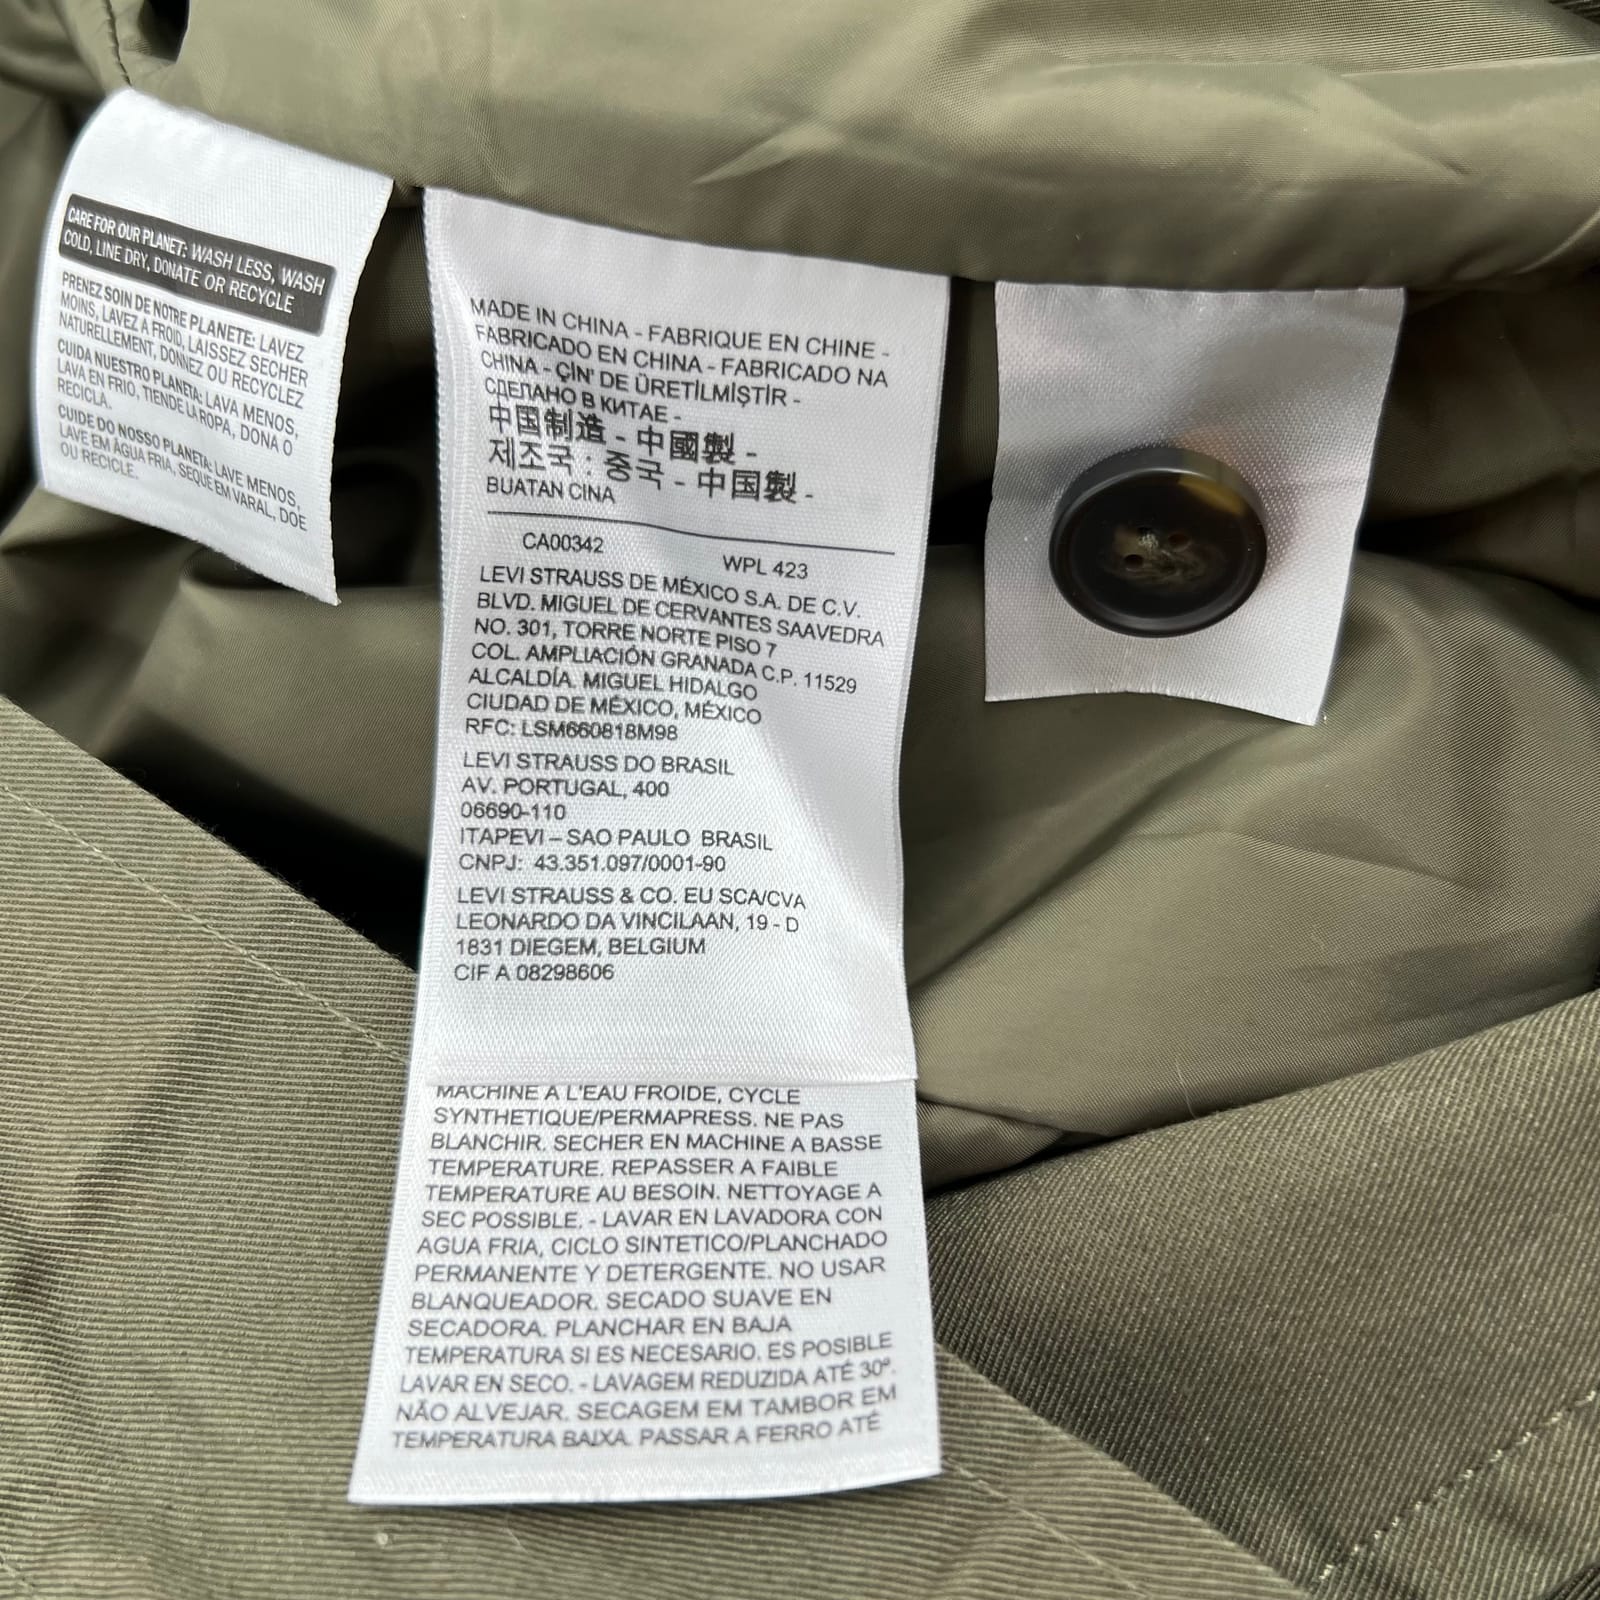 CARE FOR OUR PLANET: WASH LESS, WASH
COLD, LINE DRY, DONATE OR RECYCLE
PRENEZ SOIN DE NOTRE PLANETE: LAVEZ
MOINS, LAVEZ A FROID, LAISSEZ SECHER
NATURELLEMENT, DONNEZ OU RECYCLEZ
CUIDA NUESTRO PLANETA: LAVA MENOS,
LAVA EN FRIO, TIENDE LA ROPA, DONA O
RECICLA.
CUIDE DO NOSSO PLANETA: LAVE MENOS,
LAVE EM ÀGUA FRIA, SEQUE EM VARAL, DOE
OU RECICLE.
MADE IN CHINA - FABRIQUE EN CHINE -
FABRICADO EN CHINA - FABRICADO NA
CHINA - ÇIN' DE ÜRETİLMİŞTİR -
СДЕЛАНО В КИТАЕ -
中国制造 - 中國製 -
제조국 : 중국 - 中国製 -
BUATAN CINA
CA00342 WPL 423
LEVI STRAUSS DE MÉXICO S.A. DE C.V.
BLVD. MIGUEL DE CERVANTES SAAVEDRA
NO. 301, TORRE NORTE PISO 7
COL. AMPLIACIÓN GRANADA C.P. 11529
ALCALDÍA. MIGUEL HIDALGO
CIUDAD DE MÉXICO, MÉXICO
RFC: LSM660818M98
LEVI STRAUSS DO BRASIL
AV. PORTUGAL, 400
06690-110
ITAPEVI – SAO PAULO BRASIL
CNPJ: 43.351.097/0001-90
LEVI STRAUSS & CO. EU SCA/CVA
LEONARDO DA VINCILAAN, 19 - D
1831 DIEGEM, BELGIUM
CIF A 08298606
MACHINE A L'EAU FROIDE, CYCLE
SYNTHETIQUE/PERMAPRESS. NE PAS
BLANCHIR. SECHER EN MACHINE A BASSE
TEMPERATURE. REPASSER A FAIBLE
TEMPERATURE AU BESOIN. NETTOYAGE A
SEC POSSIBLE. - LAVAR EN LAVADORA CON
AGUA FRIA, CICLO SINTETICO/PLANCHADO
PERMANENTE Y DETERGENTE. NO USAR
BLANQUEADOR. SECADO SUAVE EN
SECADORA. PLANCHAR EN BAJA
TEMPERATURA SI ES NECESARIO. ES POSIBLE
LAVAR EN SECO. - LAVAGEM REDUZIDA ATÉ 30º.
NÃO ALVEJAR. SECAGEM EM TAMBOR EM
TEMPERATURA BAIXA. PASSAR A FERRO ATÉ